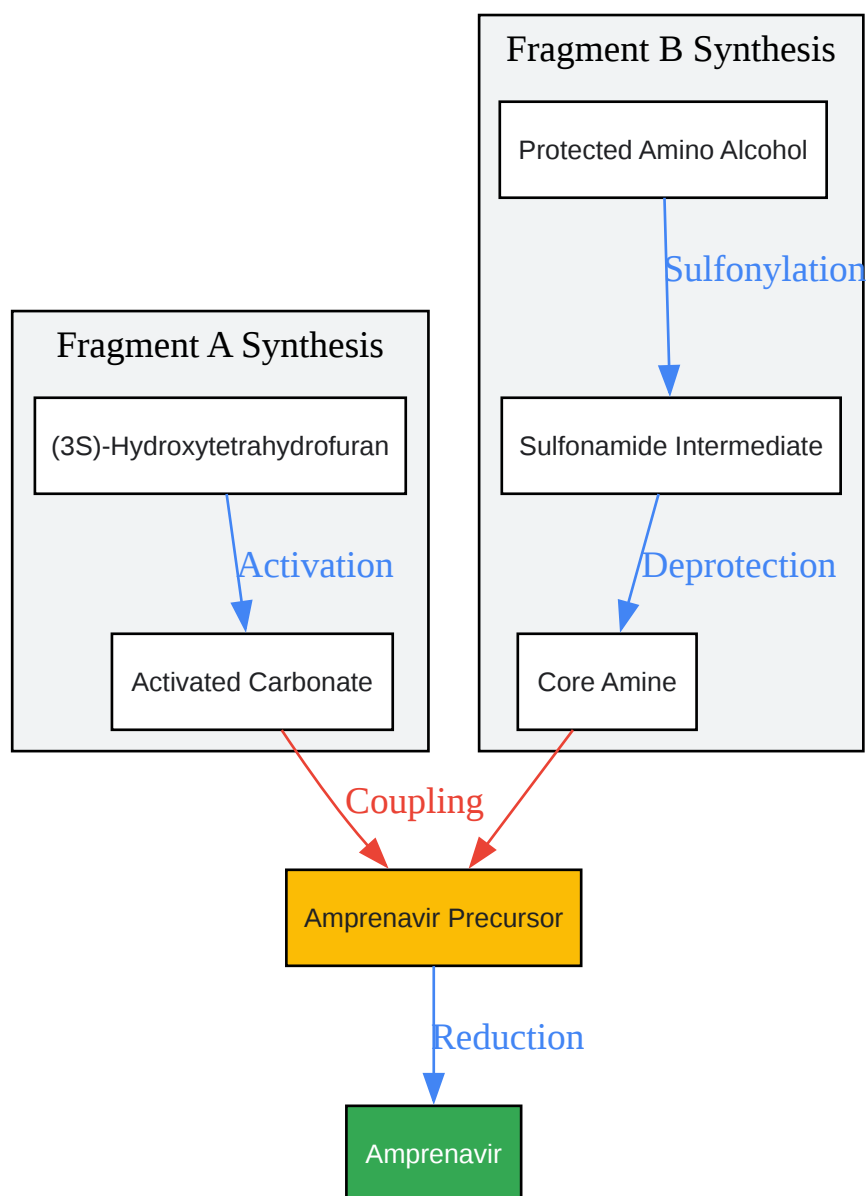 Fragment B Synthesis
Protected Amino Alcohol
Sulfonylation
Fragment A Synthesis
(3S)-Hydroxytetrahydrofuran
Sulfonamide Intermediate
Activation
Deprotection
Activated Carbonate
Core Amine
Coupling
Amprenavir Precursor
Reduction
Amprenavir